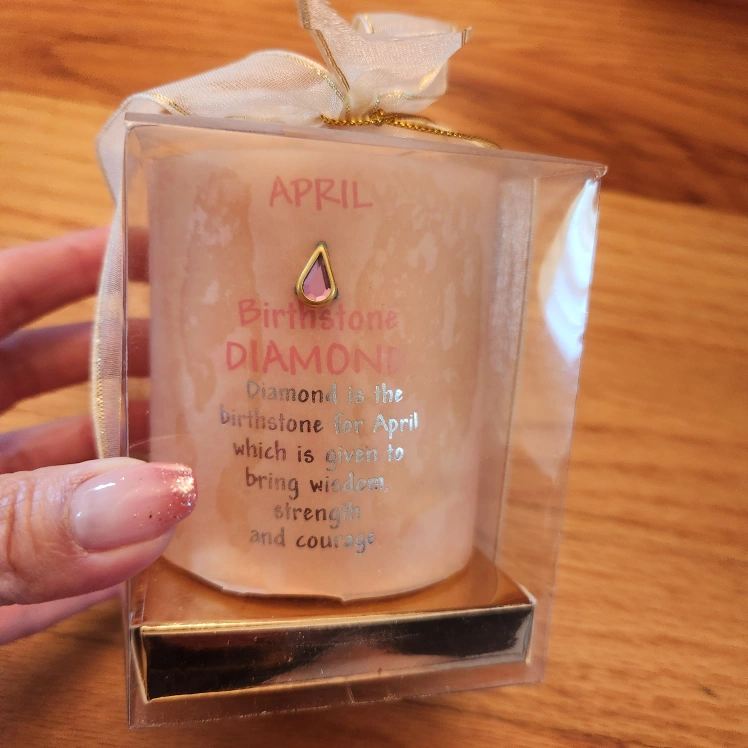 APRIL
Birthstone
DIAMOND
Diamond is the
birthstone for April
which is given to
bring wisdom,
strength
and courage